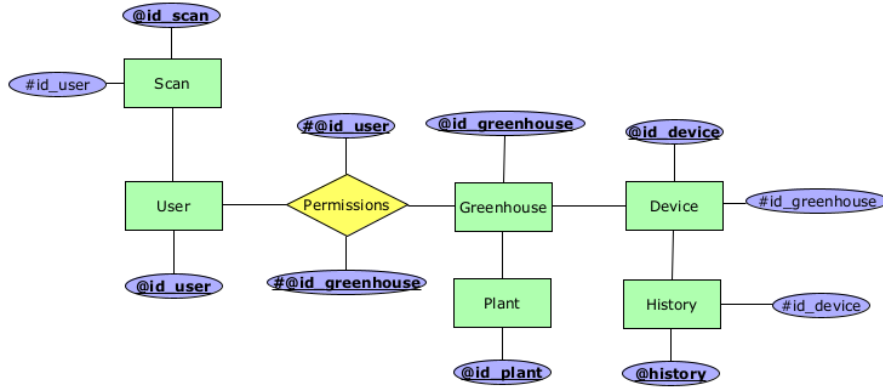 @id_scan
#id_user
Scan
#@id_user
@id_greenhouse
@id_device
User
Permissions
Greenhouse
Device
#id_greenhouse
@id_user
#@id_greenhouse
Plant
History
#id_device
@id_plant
@history